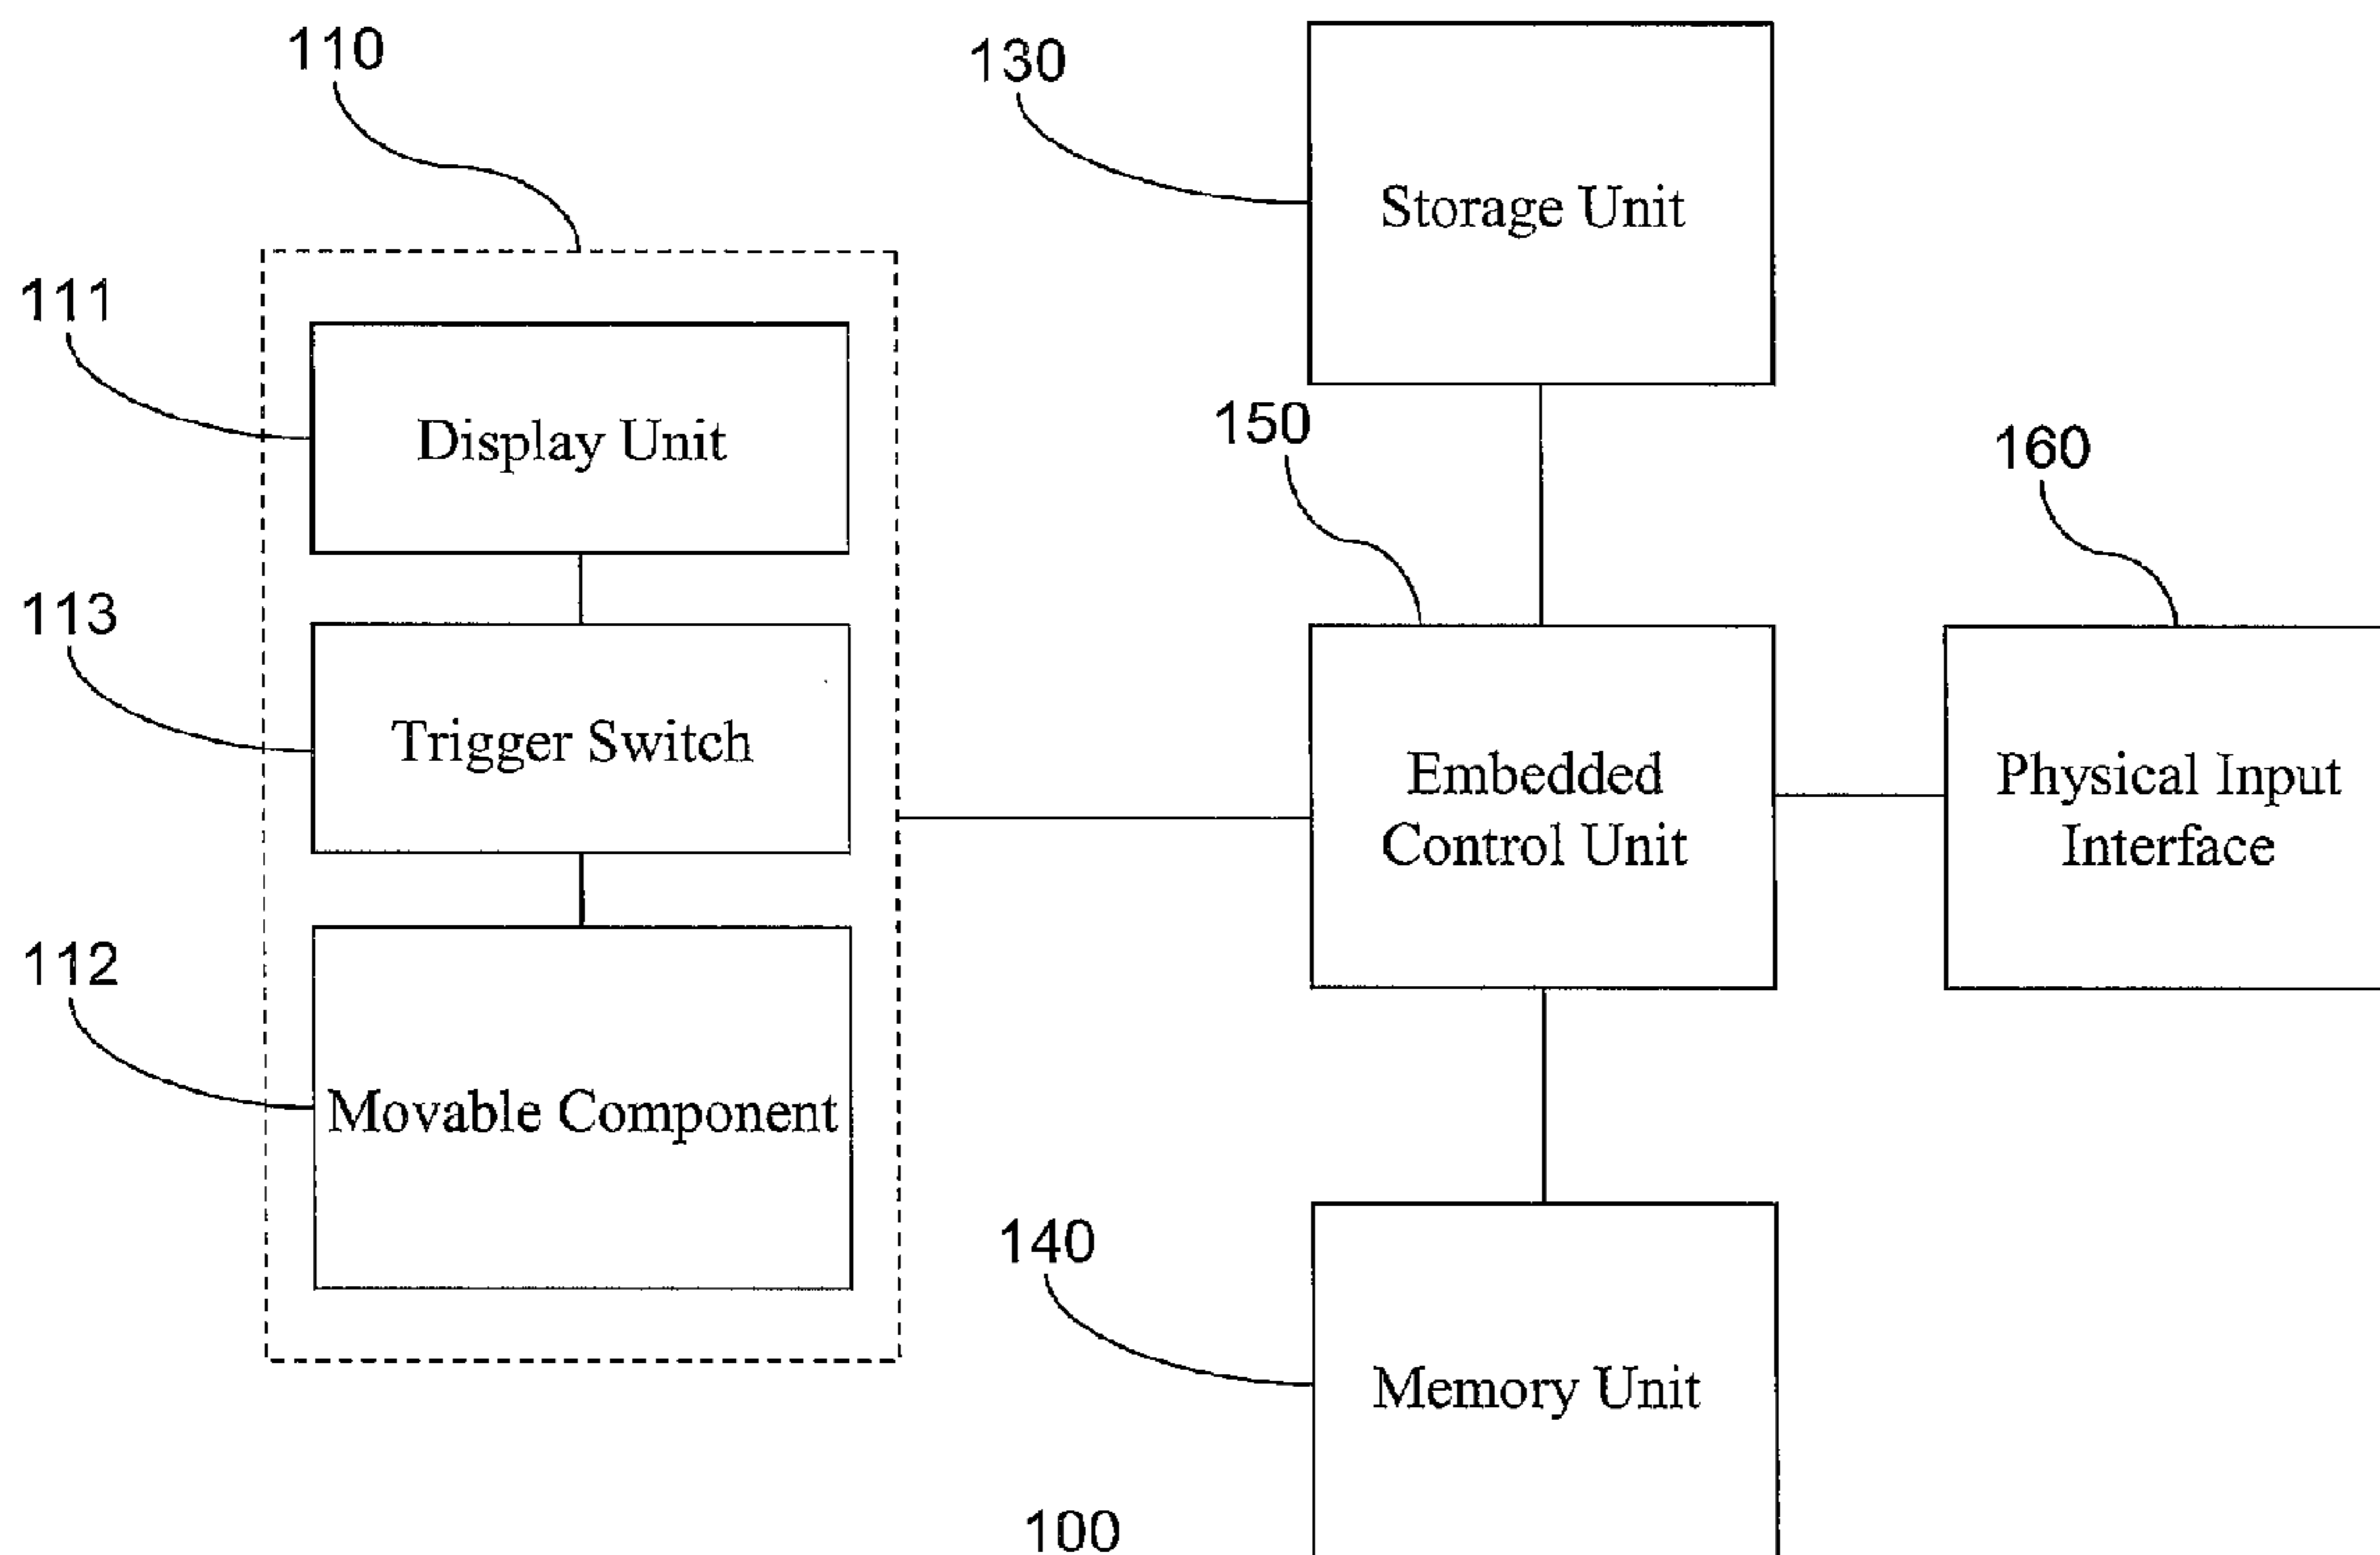 110
130
Storage Unit
111
Display Unit
150
160
113
Trigger Switch
Embedded
Control Unit
Physical Input
Interface
112
Movable Component
140
Memory Unit
100